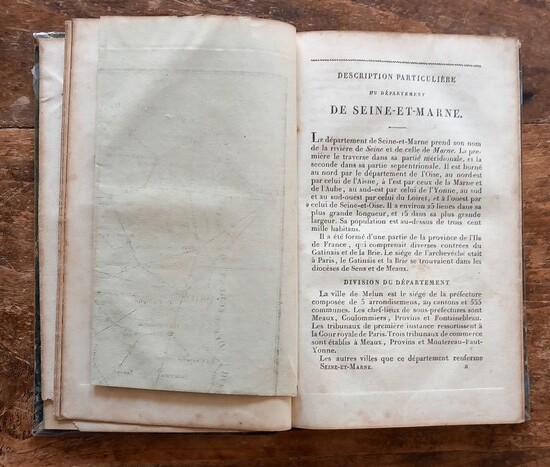 DESCRIPTION PARTICULIÈRE
DU DÉPARTEMENT
DE SEINE-ET-MARNE.
Le département de Seine-et-Marne prend son nom
de la rivière de Seine et de celle de Marne. La pre-
mière le traverse dans sa partie méridionale, et la
seconde dans sa partie septentrionale. Il est borné
au nord par le département de l'Oise, au nord-est
par celui de l'Aisne, à l'est par ceux de la Marne et
de l'Aube, au sud-est par celui de l'Yonne, au sud
et au sud-ouest par celui du Loiret, et à l'ouest par
celui de Seine-et-Oise. Il a environ 25 lieues dans sa
plus grande longueur, et 15 dans sa plus grande
largeur. Sa population est au-dessus de trois cent
mille habitans.
Il a été formé d'une partie de la province de l'Ile
de France, qui comprenait diverses contrées du
Gatinais et de la Brie. Le siége de l'archevêché était
à Paris, le Gatinais et la Brie se trouvaient dans les
diocèses de Sens et de Meaux.
DIVISION DU DÉPARTEMENT
La ville de Melun est le siége de la préfecture
composée de 5 arrondissemens, 29 cantons et 555
communes. Les chef-lieux de sous-préfectures sont
Meaux, Coulommiers, Provins et Fontainebleau.
Les tribunaux de première instance ressortissent à
la Cour royale de Paris. Trois tribunaux de commerce
sont établis à Meaux, Provins et Montereau-Faut-
Yonne.
Les autres villes que ce département renferme
SEINE-ET-MARNE.